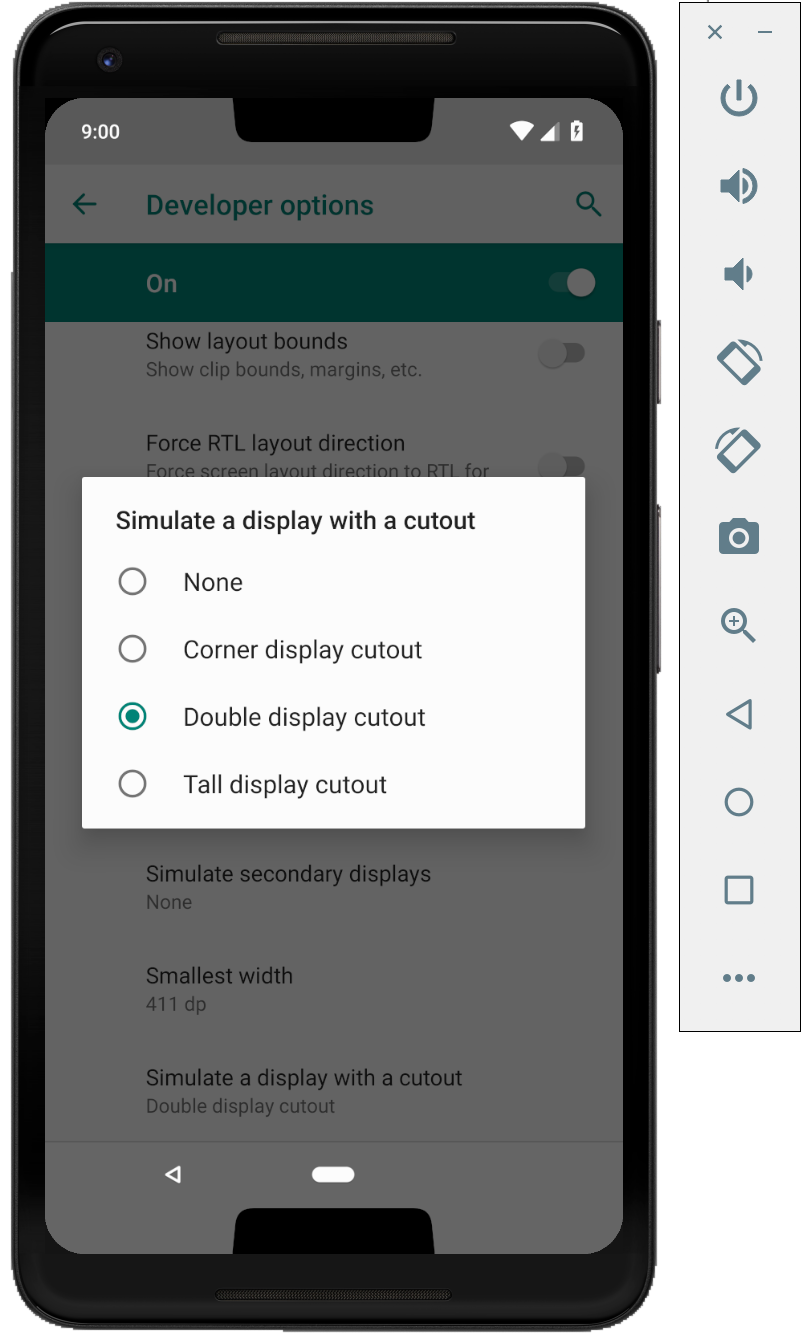 9:00
Developer options
On
Show layout bounds
Show clip bounds, margins, etc.
Force RTL layout direction
Force screen layout direction to RTL for
Simulate a display with a cutout
None
Corner display cutout
Double display cutout
Tall display cutout
Simulate secondary displays
None
Smallest width
411 dp
Simulate a display with a cutout
Double display cutout